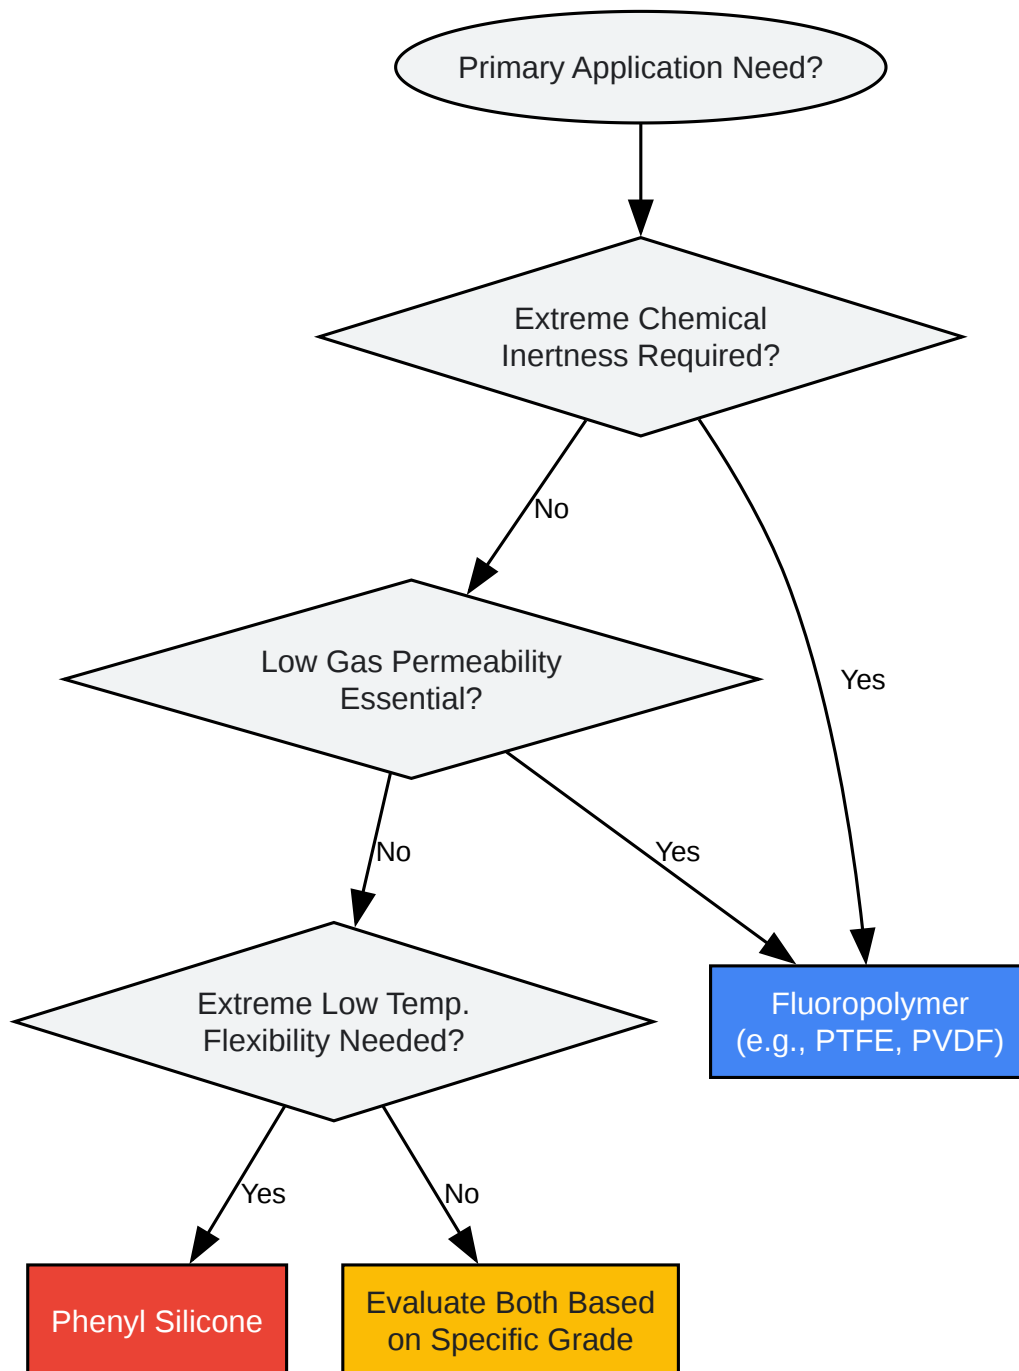 Primary Application Need?
Extreme Chemical
Inertness Required?
No
Yes
Low Gas Permeability
Essential?
No
Yes
Extreme Low Temp.
Flexibility Needed?
Fluoropolymer
(e.g., PTFE, PVDF)
Yes
No
Phenyl Silicone
Evaluate Both Based
on Specific Grade